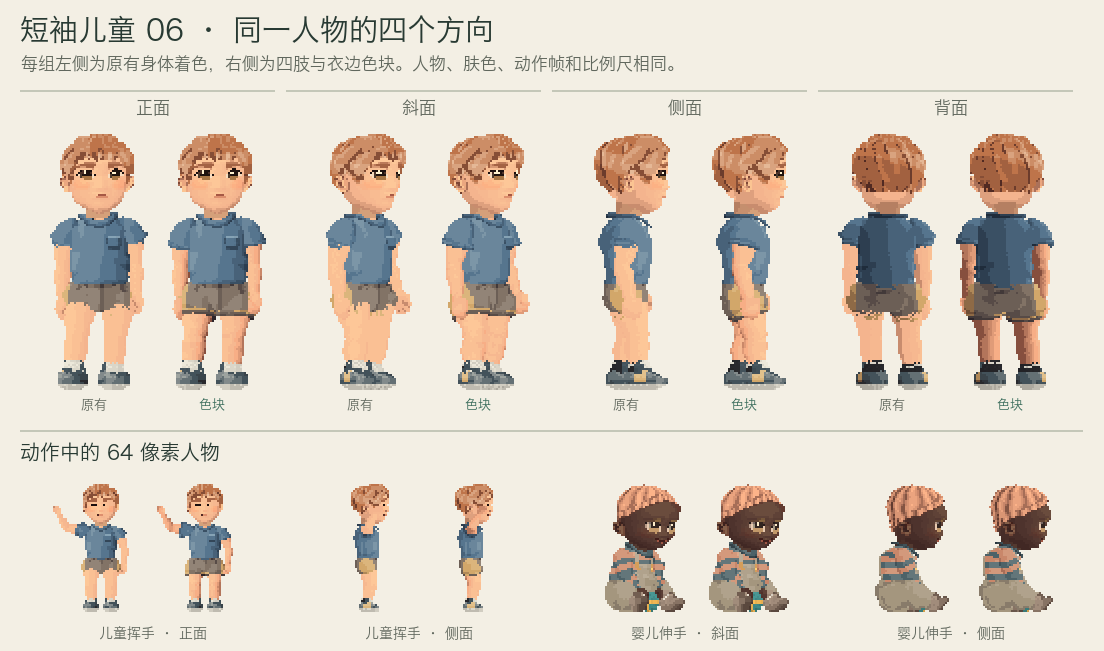 短袖儿童 06 · 同一人物的四个方向
每组左侧为原有身体着色，右侧为四肢与衣边色块。人物、肤色、动作帧和比例尺相同。
正面
斜面
侧面
背面
原有
色块
原有
色块
原有
色块
原有
色块
动作中的 64 像素人物
儿童挥手 · 正面
儿童挥手 · 侧面
婴儿伸手 · 斜面
婴儿伸手 · 侧面